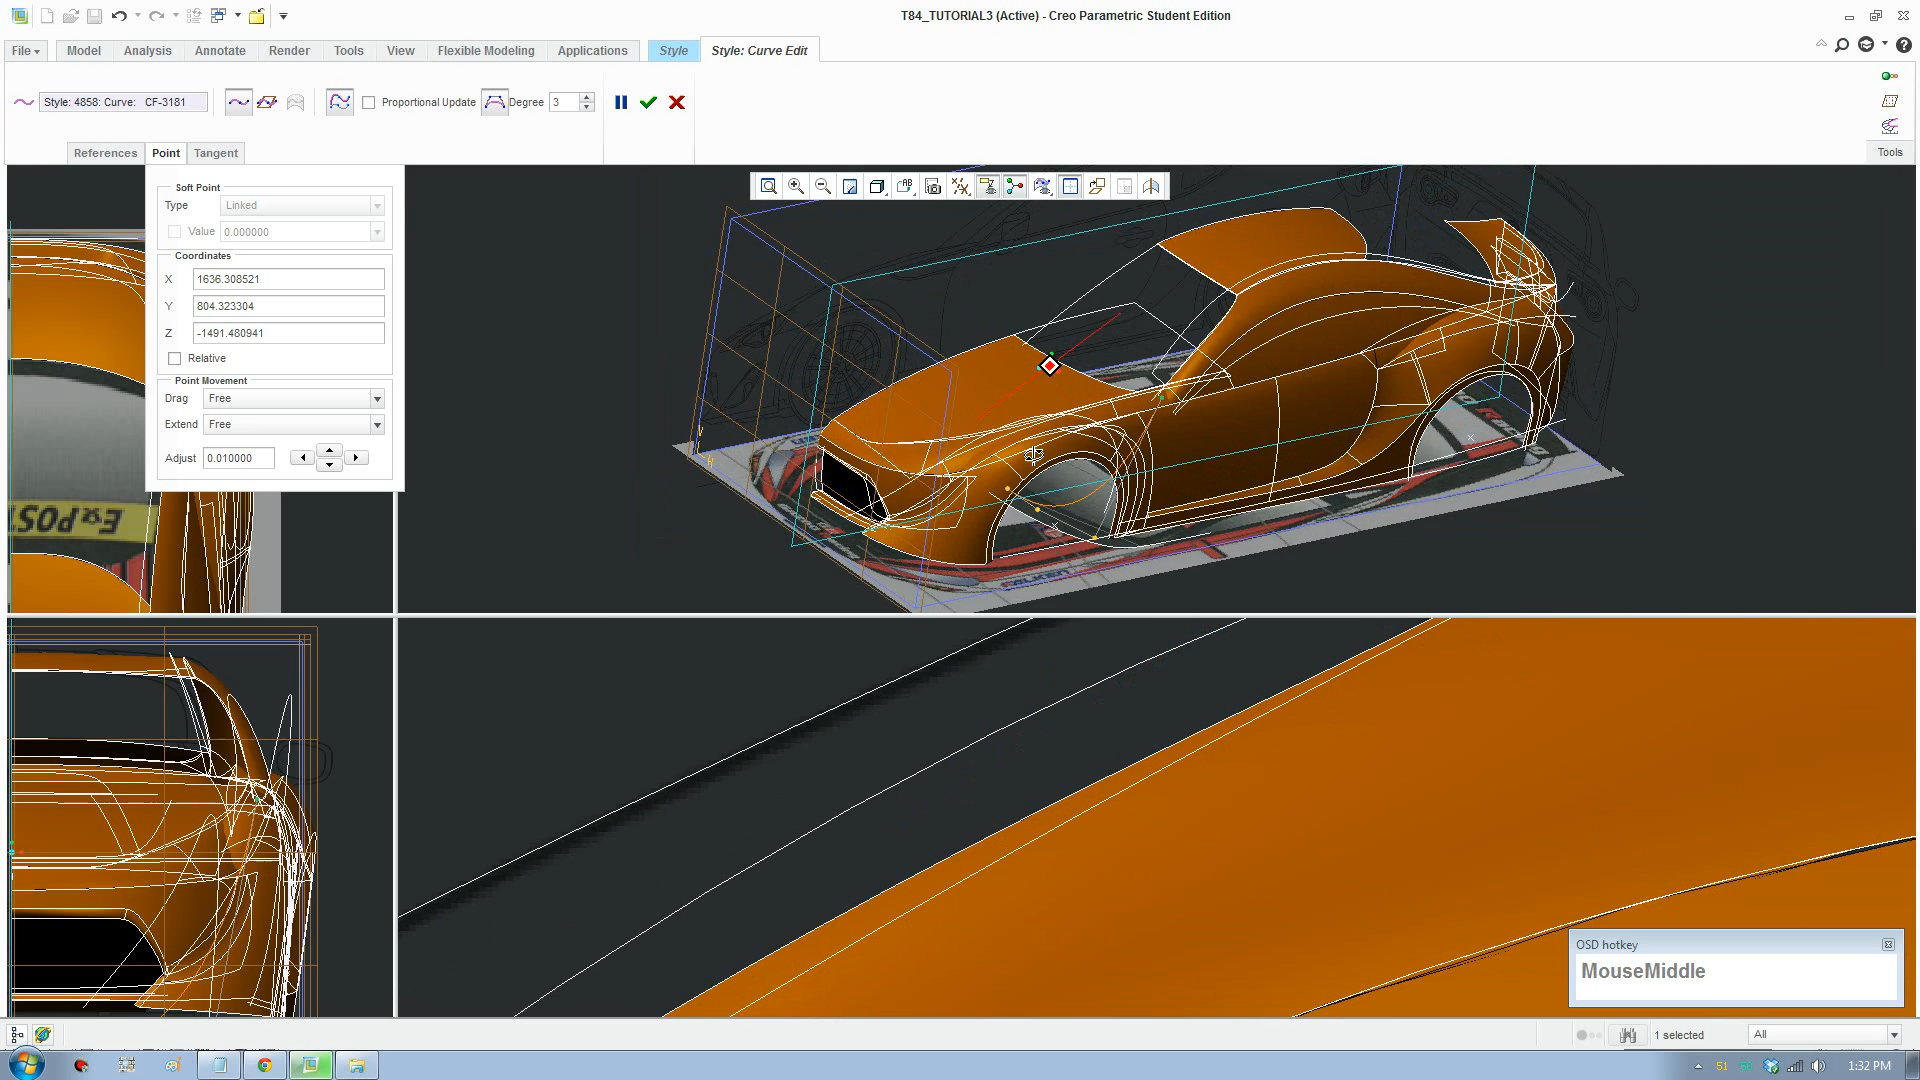 T84_TUTORIAL3 (Active) - Creo Parametric Student Edition
File Model Analysis Annotate Render Tools View Flexible Modeling Applications Style Style: Curve Edit
Style: 4858: Curve: CF-3181 Proportional Update Degree 3
References Point Tangent
Tools
Soft Point
Type Linked
Value 0.000000
Coordinates
X 1636.308521
Y 804.323304
Z -1491.480941
Relative
Point Movement
Drag Free
Extend Free
Adjust 0.010000
OSD hotkey
MouseMiddle
1 selected All
51
1:32 PM